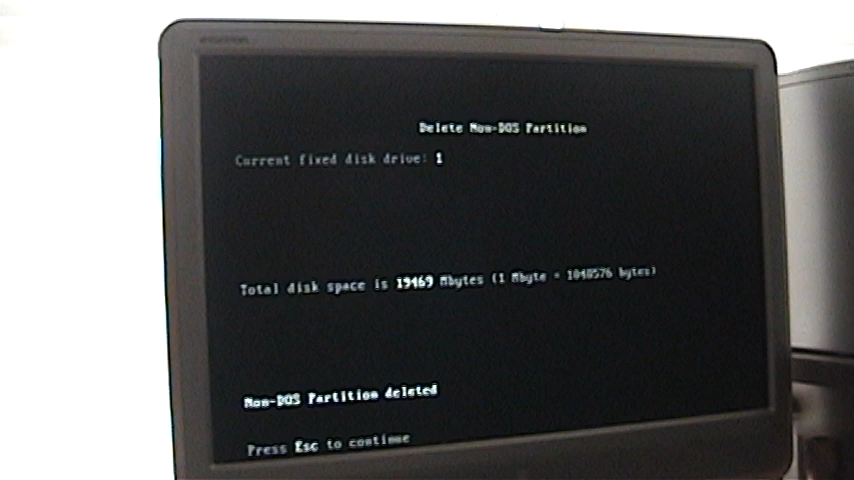 Delete Non-DOS Partition
Current fixed disk drive: 1
Total disk space is 19469 Mbytes (1 Mbyte = 1048576 bytes)
Non-DOS Partition deleted
Press Esc to continue